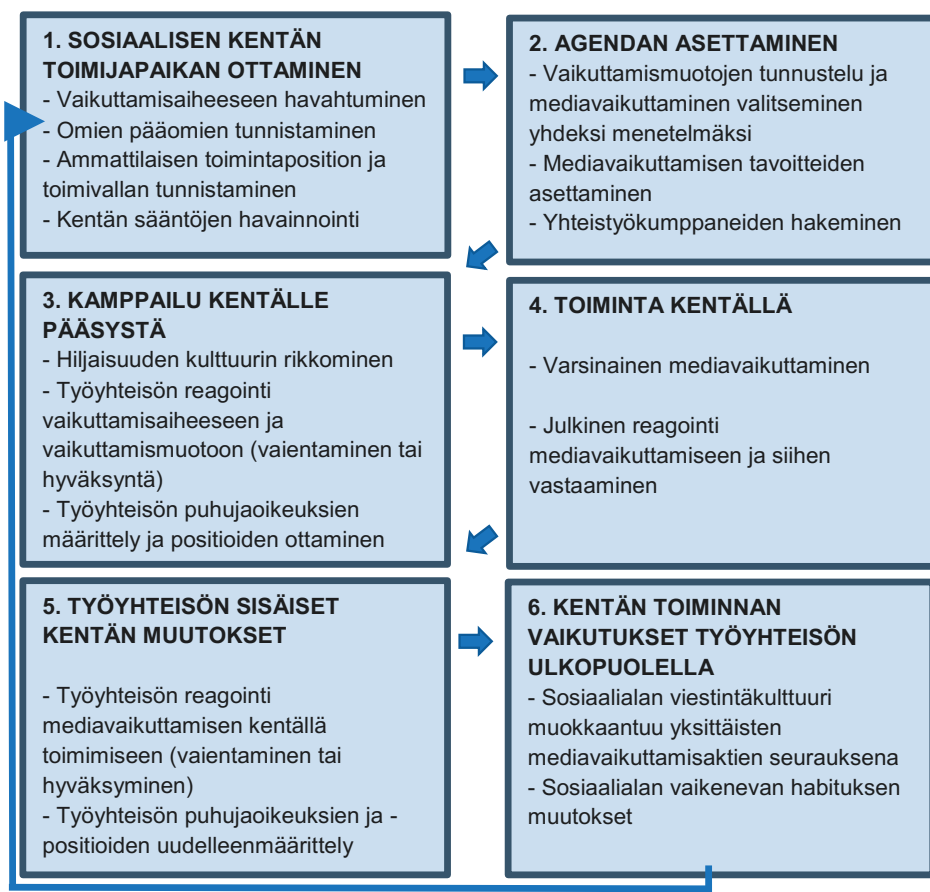 1. SOSIAALISEN KENTÄN
TOIMIJAPAIKAN OTTAMINEN
- Vaikuttamisaiheeseen havahtuminen
- Omien pääomien tunnistaminen
- Ammattilaisen toimintaposition ja
toimivallan tunnistaminen
- Kentän sääntöjen havainnointi
2. AGENDAN ASETTAMINEN
- Vaikuttamismuotojen tunnustelu ja
mediavaikuttaminen valitseminen
yhdeksi menetelmäksi
- Mediavaikuttamisen tavoitteiden
asettaminen
- Yhteistyökumppaneiden hakeminen
3. KAMPPAILU KENTÄLLE
PÄÄSYSTÄ
- Hiljaisuuden kulttuurin rikkominen
- Työyhteisön reagointi
vaikuttamisaiheeseen ja
vaikuttamismuotoon (vaientaminen tai
hyväksyntä)
- Työyhteisön puhujaoikeuksien
määrittely ja positioiden ottaminen
4. TOIMINTA KENTÄLLÄ
- Varsinainen mediavaikuttaminen
- Julkinen reagointi
mediavaikuttamiseen ja siihen
vastaaminen
5. TYÖYHTEISÖN SISÄISET
KENTÄN MUUTOKSET
- Työyhteisön reagointi
mediavaikuttamisen kentällä
toimimiseen (vaientaminen tai
hyväksyminen)
- Työyhteisön puhujaoikeuksien ja -
positioiden uudelleenmäärittely
6. KENTÄN TOIMINNAN
VAIKUTUKSET TYÖYHTEISÖN
ULKOPUOLELLA
- Sosiaalialan viestintäkulttuuri
muokkaantuu yksittäisten
mediavaikuttamisaktien seurauksena
- Sosiaalialan vaikenevan habituksen
muutokset